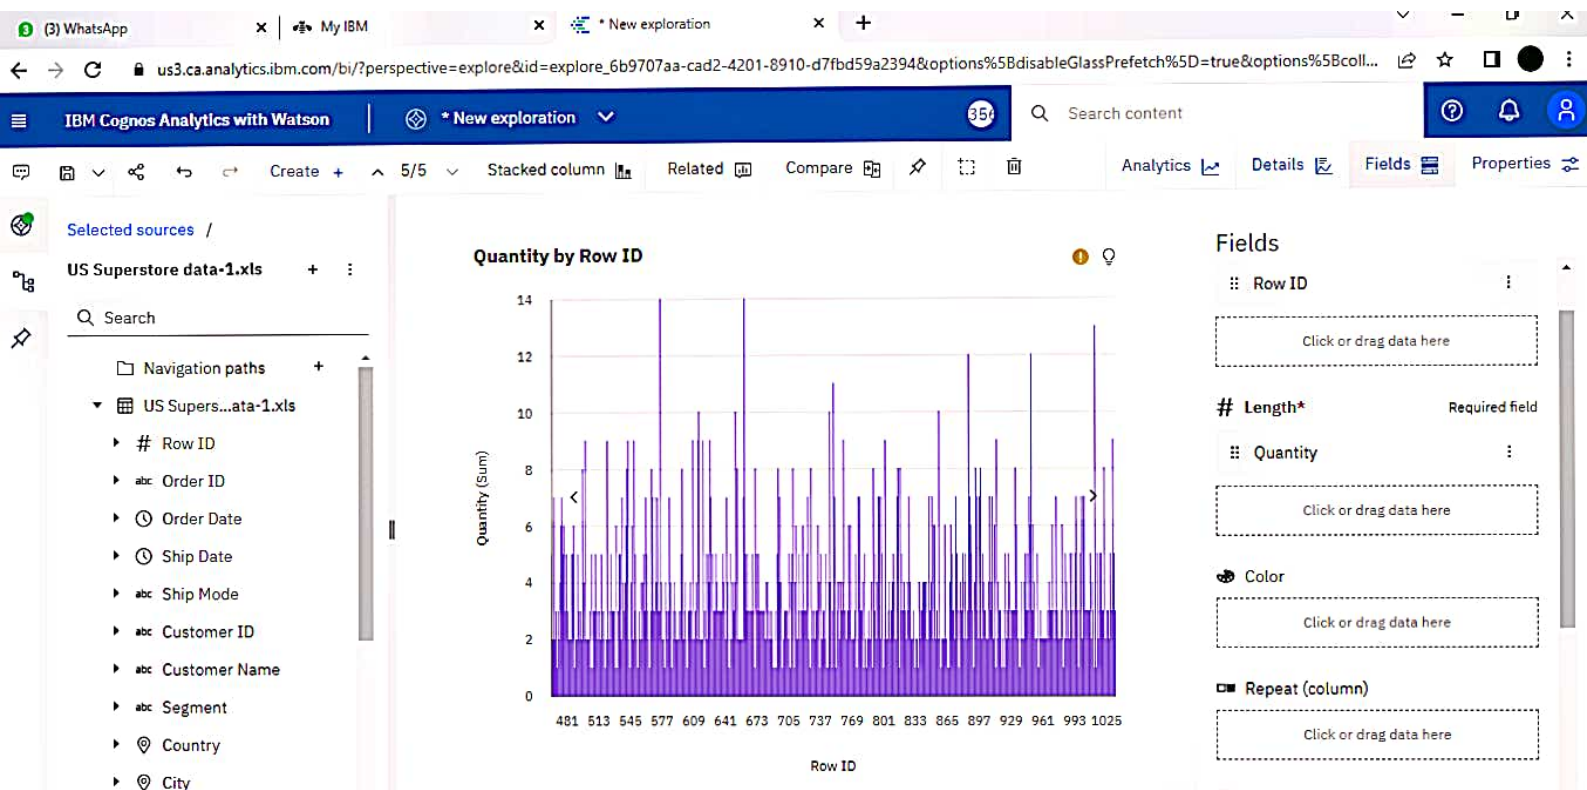 (3) WhatsApp
My IBM
* New exploration
us3.ca.analytics.ibm.com/bi/?perspective=explore&id=explore_6b9707aa-cad2-4201-8910-d7fbd59a2394&options%5BdisableGlassPrefetch%5D=true&options%5Bcoll...
IBM Cognos Analytics with Watson
* New exploration
Search content
Create +
5/5
Stacked column
Related
Compare
Analytics
Details
Fields
Properties
Selected sources /
US Superstore data-1.xls
Search
Navigation paths
US Supers...ata-1.xls
# Row ID
abc Order ID
Order Date
Ship Date
abc Ship Mode
abc Customer ID
abc Customer Name
abc Segment
Country
City
Quantity by Row ID
Quantity (Sum)
14
12
10
8
6
4
2
0
481 513 545 577 609 641 673 705 737 769 801 833 865 897 929 961 993 1025
Row ID
Fields
Row ID
Click or drag data here
# Length* Required field
Quantity
Click or drag data here
Color
Click or drag data here
Repeat (column)
Click or drag data here